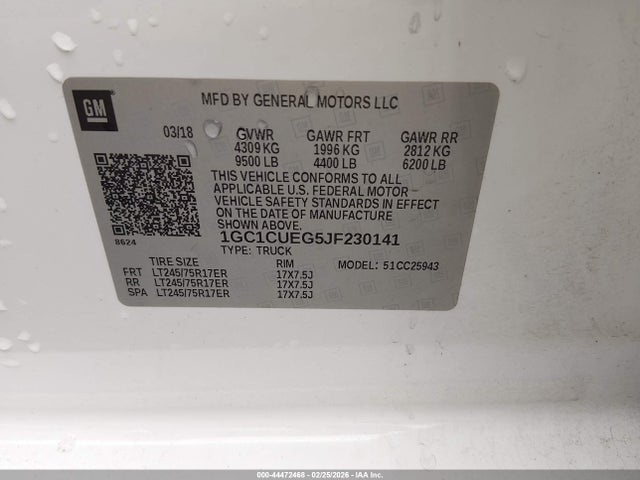 GM
MFD BY GENERAL MOTORS LLC
03/18 GVWR GAWR FRT GAWR RR
4309 KG 1996 KG 2812 KG
9500 LB 4400 LB 6200 LB
THIS VEHICLE CONFORMS TO ALL
APPLICABLE U.S. FEDERAL MOTOR
VEHICLE SAFETY STANDARDS IN EFFECT
ON THE DATE OF MANUFACTURE
SHOWN ABOVE.
8624
1GC1CUEG5JF230141
TYPE: TRUCK
TIRE SIZE RIM MODEL: 51CC25943
FRT LT245/75R17ER 17X7.5J
RR LT245/75R17ER 17X7.5J
SPA LT245/75R17ER 17X7.5J
000-44472468 - 02/25/2026 - IAA Inc.